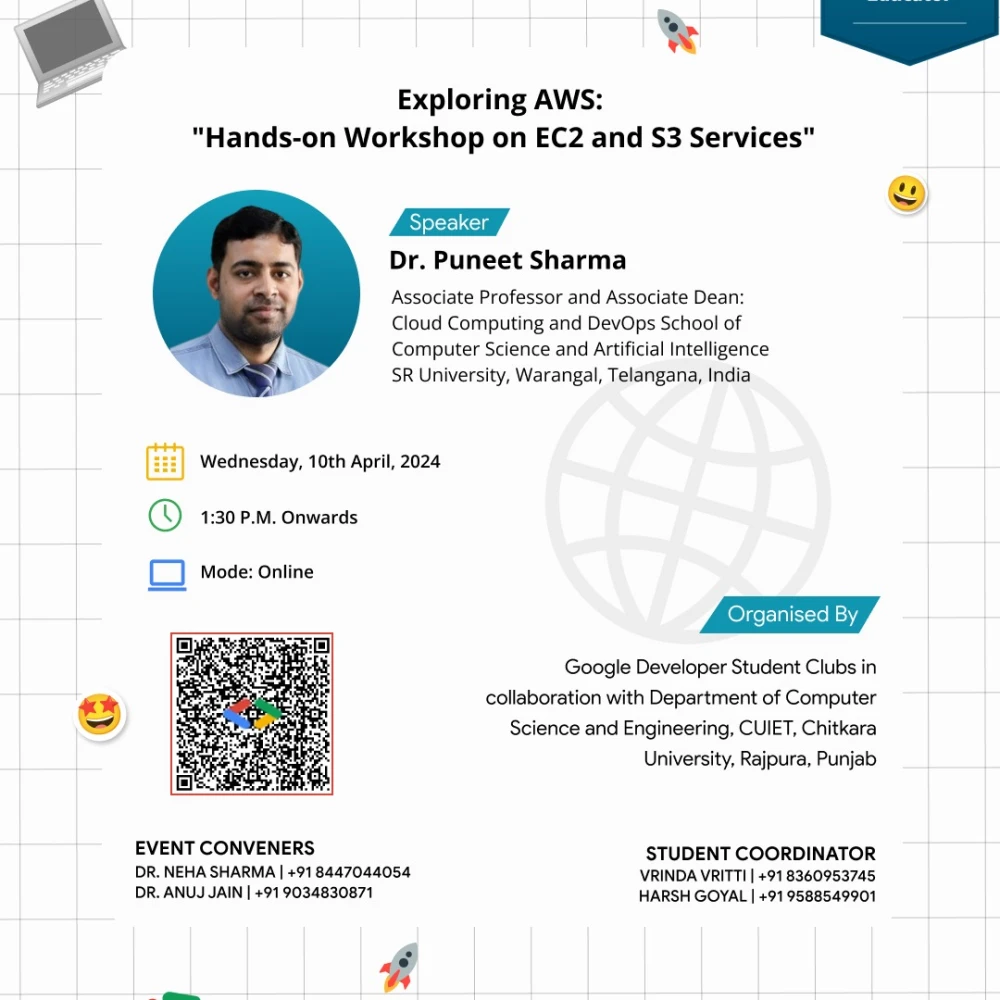 Exploring AWS:
"Hands-on Workshop on EC2 and S3 Services"
Speaker
Dr. Puneet Sharma
Associate Professor and Associate Dean:
Cloud Computing and DevOps School of
Computer Science and Artificial Intelligence
SR University, Warangal, Telangana, India
Wednesday, 10th April, 2024
1:30 P.M. Onwards
Mode: Online
Organised By
Google Developer Student Clubs in
collaboration with Department of Computer
Science and Engineering, CUIET, Chitkara
University, Rajpura, Punjab
EVENT CONVENERS
DR. NEHA SHARMA | +91 8447044054
DR. ANUJ JAIN | +91 9034830871
STUDENT COORDINATOR
VRINDA VRITTI | +91 8360953745
HARSH GOYAL | +91 9588549901